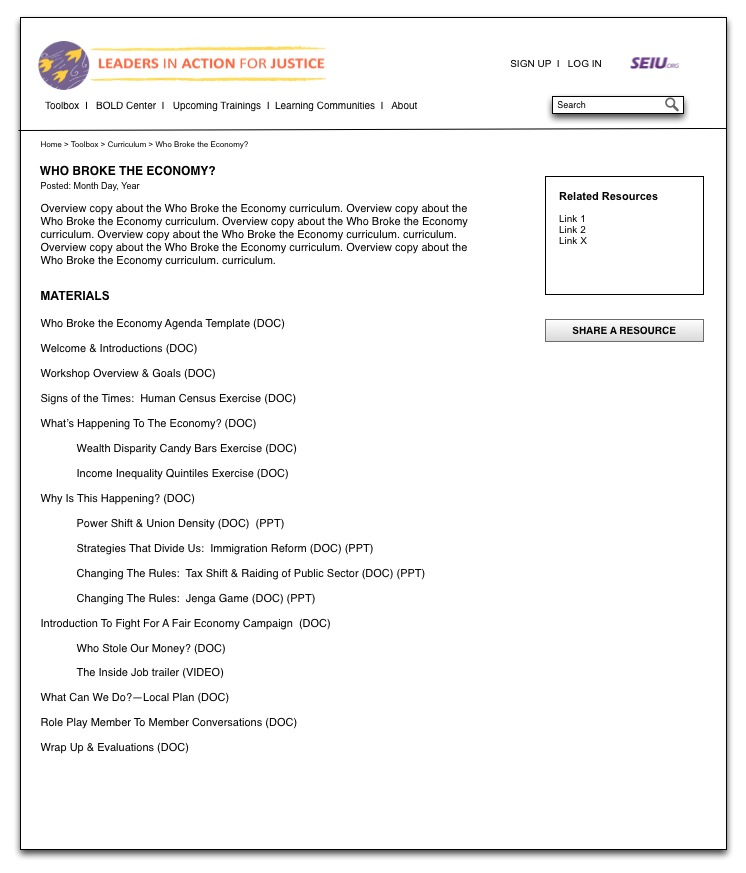 LEADERS IN ACTION FOR JUSTICE
SIGN UP I LOG IN
SEIU.ORG
Toolbox I BOLD Center I Upcoming Trainings I Learning Communities I About
Search
Home > Toolbox > Curriculum > Who Broke the Economy?
WHO BROKE THE ECONOMY?
Posted: Month Day, Year
Overview copy about the Who Broke the Economy curriculum. Overview copy about the
Who Broke the Economy curriculum. Overview copy about the Who Broke the Economy
curriculum. Overview copy about the Who Broke the Economy curriculum. curriculum.
Overview copy about the Who Broke the Economy curriculum. Overview copy about the
Who Broke the Economy curriculum. curriculum.
Related Resources
Link 1
Link 2
Link X
SHARE A RESOURCE
MATERIALS
Who Broke the Economy Agenda Template (DOC)
Welcome & Introductions (DOC)
Workshop Overview & Goals (DOC)
Signs of the Times:  Human Census Exercise (DOC)
What's Happening To The Economy? (DOC)
Wealth Disparity Candy Bars Exercise (DOC)
Income Inequality Quintiles Exercise (DOC)
Why Is This Happening? (DOC)
Power Shift & Union Density (DOC)  (PPT)
Strategies That Divide Us:  Immigration Reform (DOC) (PPT)
Changing The Rules:  Tax Shift & Raiding of Public Sector (DOC) (PPT)
Changing The Rules:  Jenga Game (DOC) (PPT)
Introduction To Fight For A Fair Economy Campaign  (DOC)
Who Stole Our Money? (DOC)
The Inside Job trailer (VIDEO)
What Can We Do?—Local Plan (DOC)
Role Play Member To Member Conversations (DOC)
Wrap Up & Evaluations (DOC)